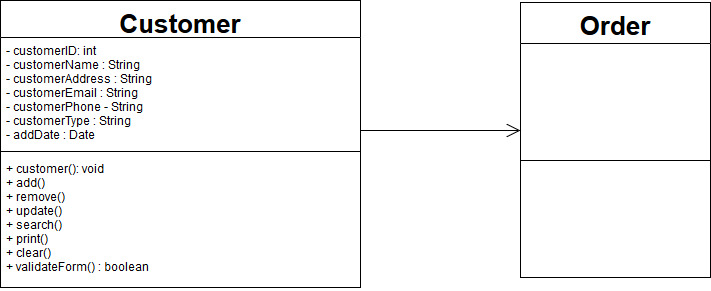 Customer
- customerID: int
- customerName : String
- customerAddress : String
- customerEmail : String
- customerPhone - String
- customerType : String
- addDate : Date
+ customer(): void
+ add()
+ remove()
+ update()
+ search()
+ print()
+ clear()
+ validateForm() : boolean
Order